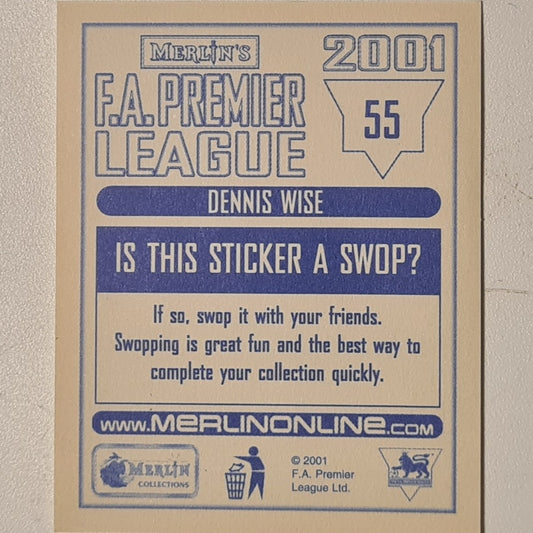 MERLIN'S
2001
F.A. PREMIER
LEAGUE
55
DENNIS WISE
IS THIS STICKER A SWOP?
If so, swop it with your friends.
Swopping is great fun and the best way to
complete your collection quickly.
www.MERLINONLINE.com
MERLIN
COLLECTIONS
© 2001
F.A. Premier
League Ltd.